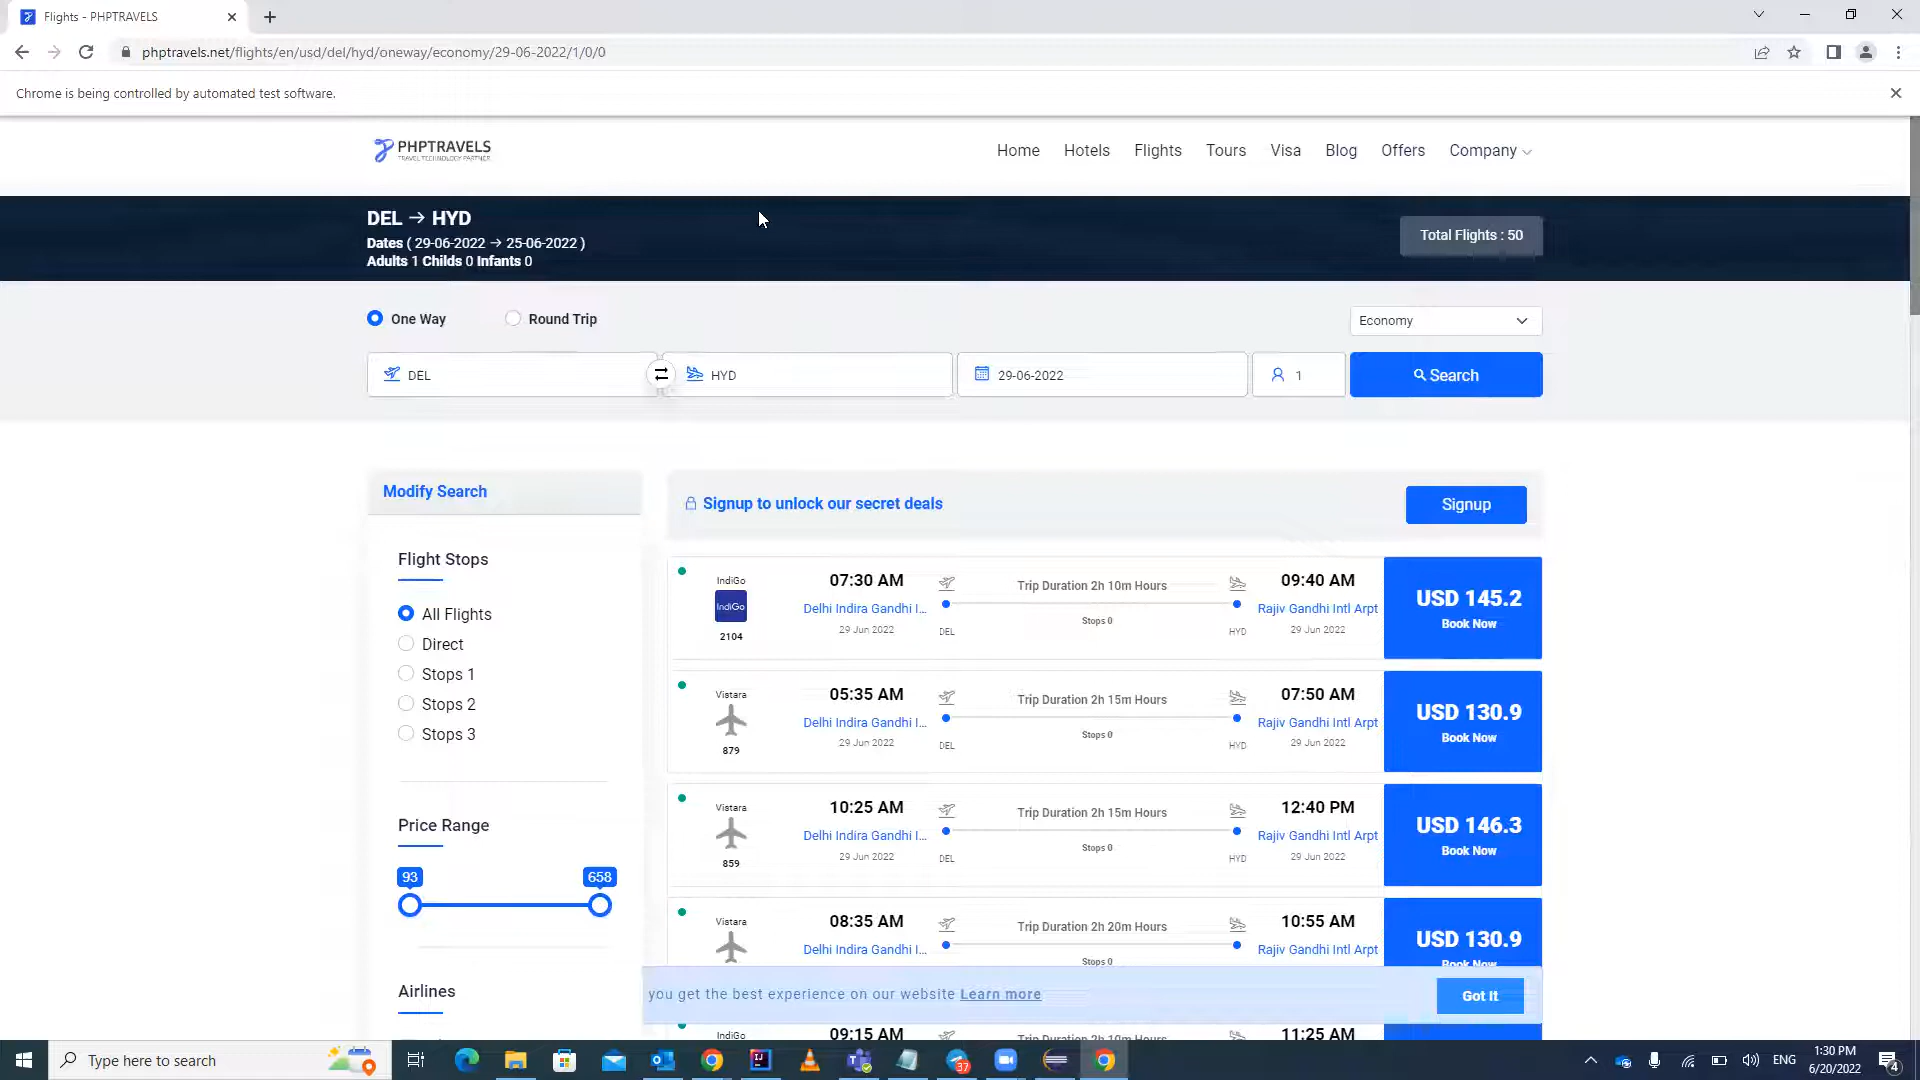 Flights - PHPTRAVELS
phptravels.net/flights/en/usd/del/hyd/oneway/economy/29-06-2022/1/0/0
Chrome is being controlled by automated test software.
PHPTRAVELS
TRAVEL TECHNOLOGY PARTNER
Home Hotels Flights Tours Visa Blog Offers Company
DEL → HYD
Dates ( 29-06-2022 → 25-06-2022 )
Adults 1 Childs 0 Infants 0
Total Flights : 50
One Way Round Trip
Economy
DEL HYD 29-06-2022 1 Search
Modify Search
Flight Stops
All Flights
Direct
Stops 1
Stops 2
Stops 3
Price Range
93 658
Airlines
Signup to unlock our secret deals
Signup
IndiGo
IndiGo
2104
07:30 AM
Delhi Indira Gandhi I...
29 Jun 2022
DEL
Trip Duration 2h 10m Hours
Stops 0
HYD
09:40 AM
Rajiv Gandhi Intl Arpt
29 Jun 2022
USD 145.2
Book Now
Vistara
879
05:35 AM
Delhi Indira Gandhi I...
29 Jun 2022
DEL
Trip Duration 2h 15m Hours
Stops 0
HYD
07:50 AM
Rajiv Gandhi Intl Arpt
29 Jun 2022
USD 130.9
Book Now
Vistara
859
10:25 AM
Delhi Indira Gandhi I...
29 Jun 2022
DEL
Trip Duration 2h 15m Hours
Stops 0
HYD
12:40 PM
Rajiv Gandhi Intl Arpt
29 Jun 2022
USD 146.3
Book Now
Vistara
08:35 AM
Delhi Indira Gandhi I...
Trip Duration 2h 20m Hours
Stops 0
10:55 AM
Rajiv Gandhi Intl Arpt
USD 130.9
Book Now
you get the best experience on our website Learn more
Got It
IndiGo
09:15 AM
Trip Duration 2h 10m Hours
11:25 AM
Type here to search
37
ENG
1:30 PM
6/20/2022
4